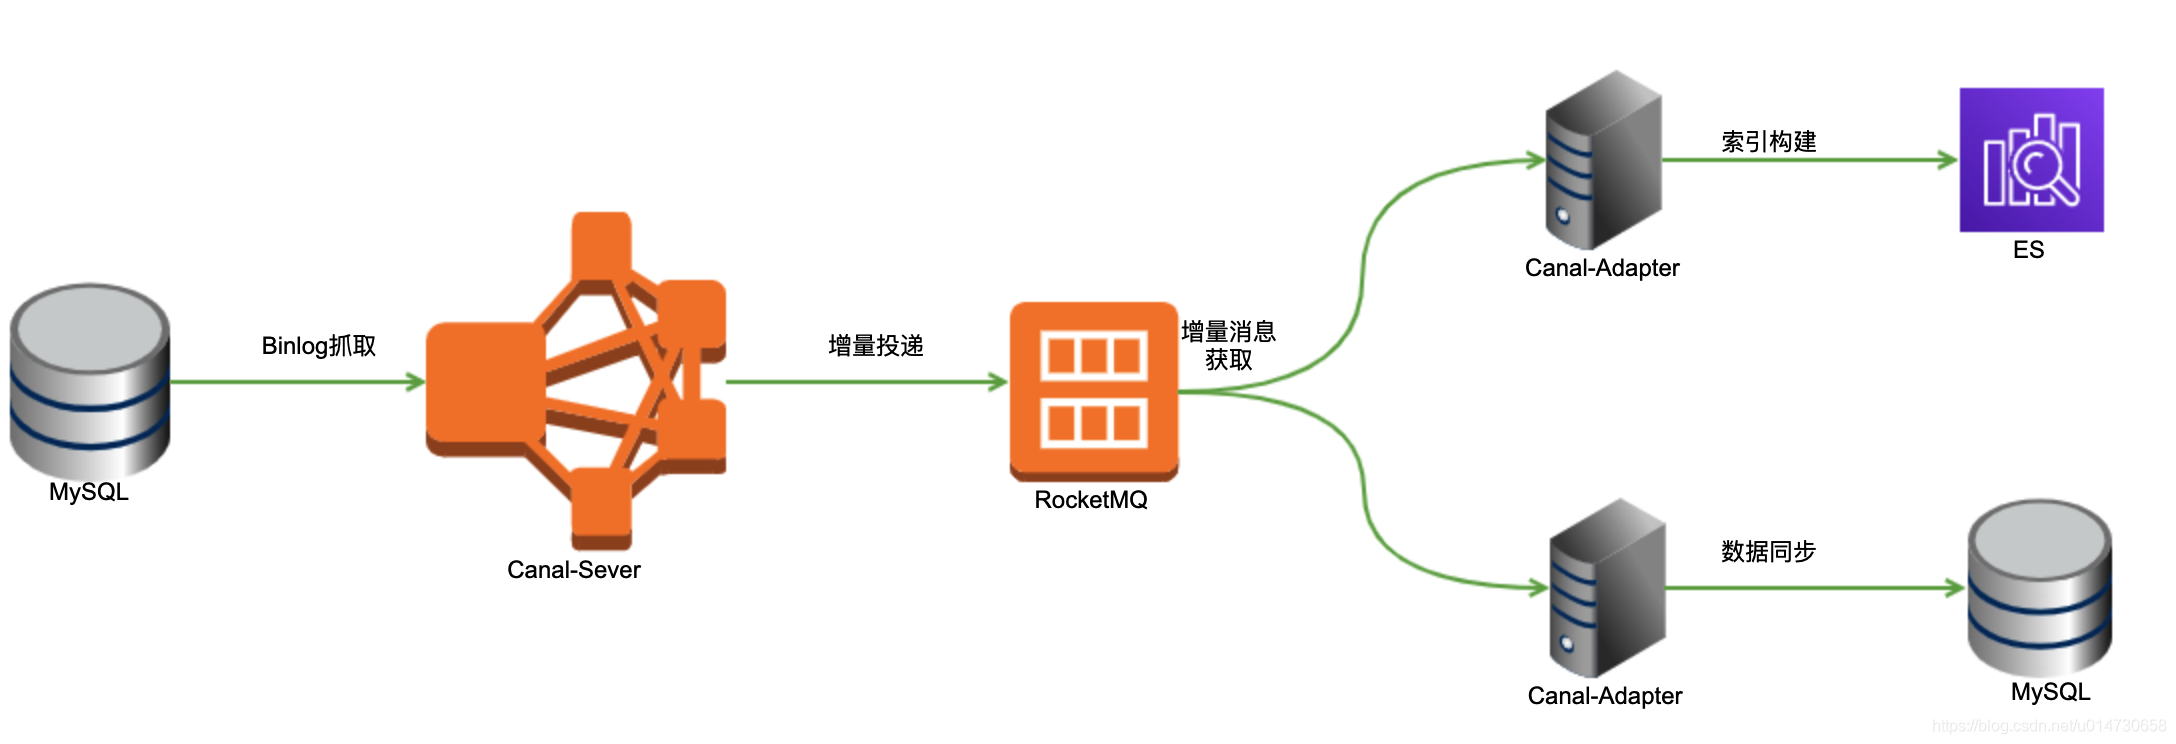 Binlog抓取
MySQL
Canal-Sever
增量投递
RocketMQ
增量消息
获取
Canal-Adapter
索引构建
ES
Canal-Adapter
数据同步
MySQL
https://blog.csdn.net/u014730658